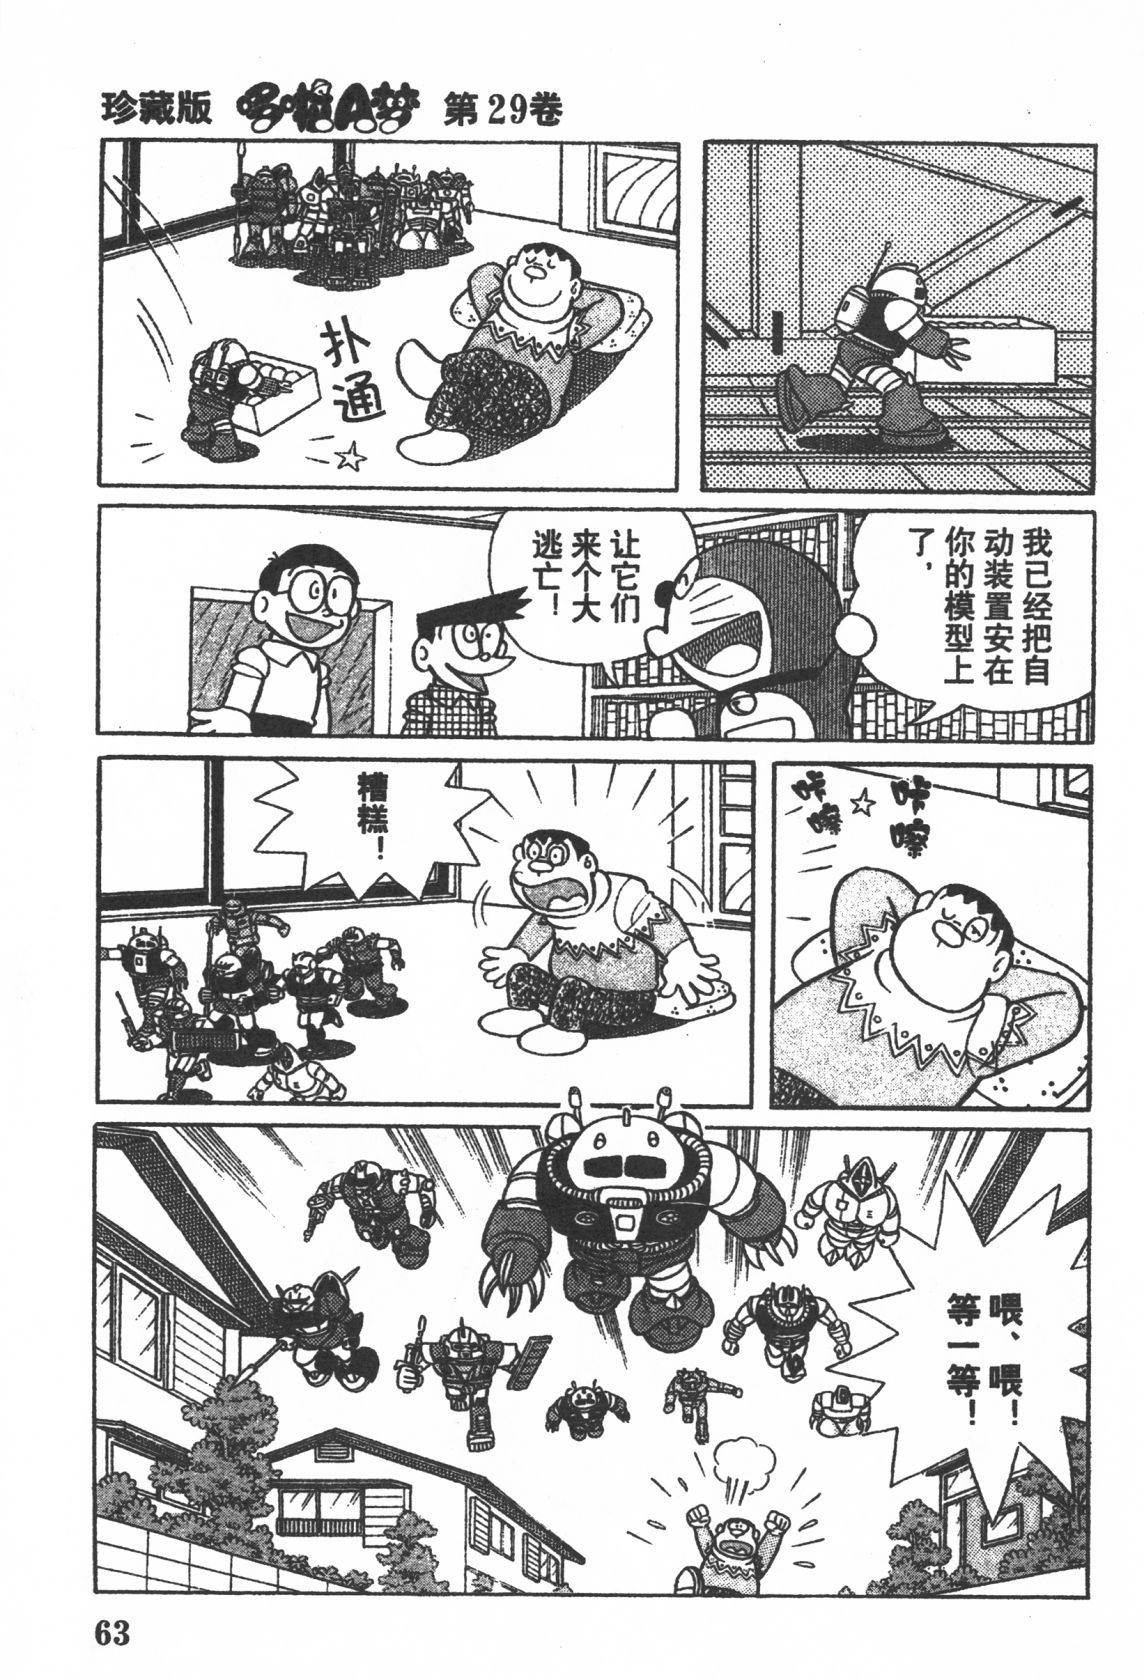 珍藏版 哆啦A梦 第29卷
扑
通
我已经把自
动装置安在
你的模型上
了，
让它们
来个大
逃亡！
咔
嚓
咔
嚓
糟糕！
喂、喂！
等一等！
63